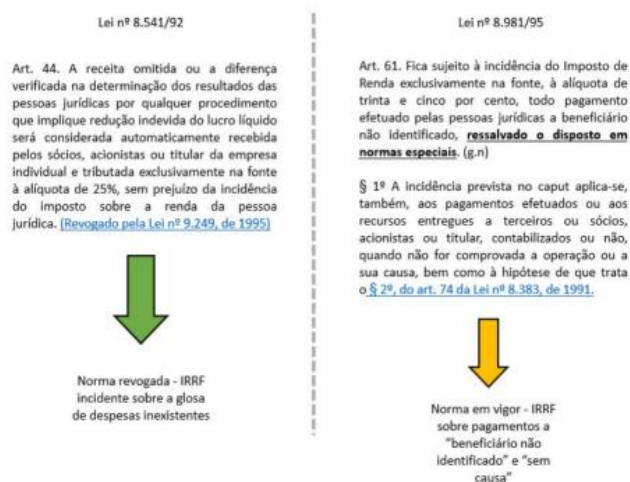 Lei nº 8.541/92
Art. 44. A receita omitida ou a diferença
verificada na determinação dos resultados das
pessoas jurídicas por qualquer procedimento
que implique redução indevida do lucro líquido
será considerada automaticamente recebida
pelos sócios, acionistas ou titular da empresa
individual e tributada exclusivamente na fonte
à alíquota de 25%, sem prejuízo da incidência
do imposto sobre a renda da pessoa
jurídica. (Revogado pela Lei nº 9.249, de 1995)
Norma revogada - IRRF
incidente sobre a glosa
de despesas inexistentes
Lei nº 8.981/95
Art. 61. Fica sujeito à incidência do Imposto de
Renda exclusivamente na fonte, à alíquota de
trinta e cinco por cento, todo pagamento
efetuado pelas pessoas jurídicas a beneficiário
não identificado, ressalvado o disposto em
normas especiais. (g.n)
§ 1º A incidência prevista no caput aplica-se,
também, aos pagamentos efetuados ou aos
recursos entregues a terceiros ou sócios,
acionistas ou titular, contabilizados ou não,
quando não for comprovada a operação ou a
sua causa, bem como à hipótese de que trata
o § 2º, do art. 74 da Lei nº 8.383, de 1991.
Norma em vigor - IRRF
sobre pagamentos a
"beneficiário não
identificado" e "sem
causa"